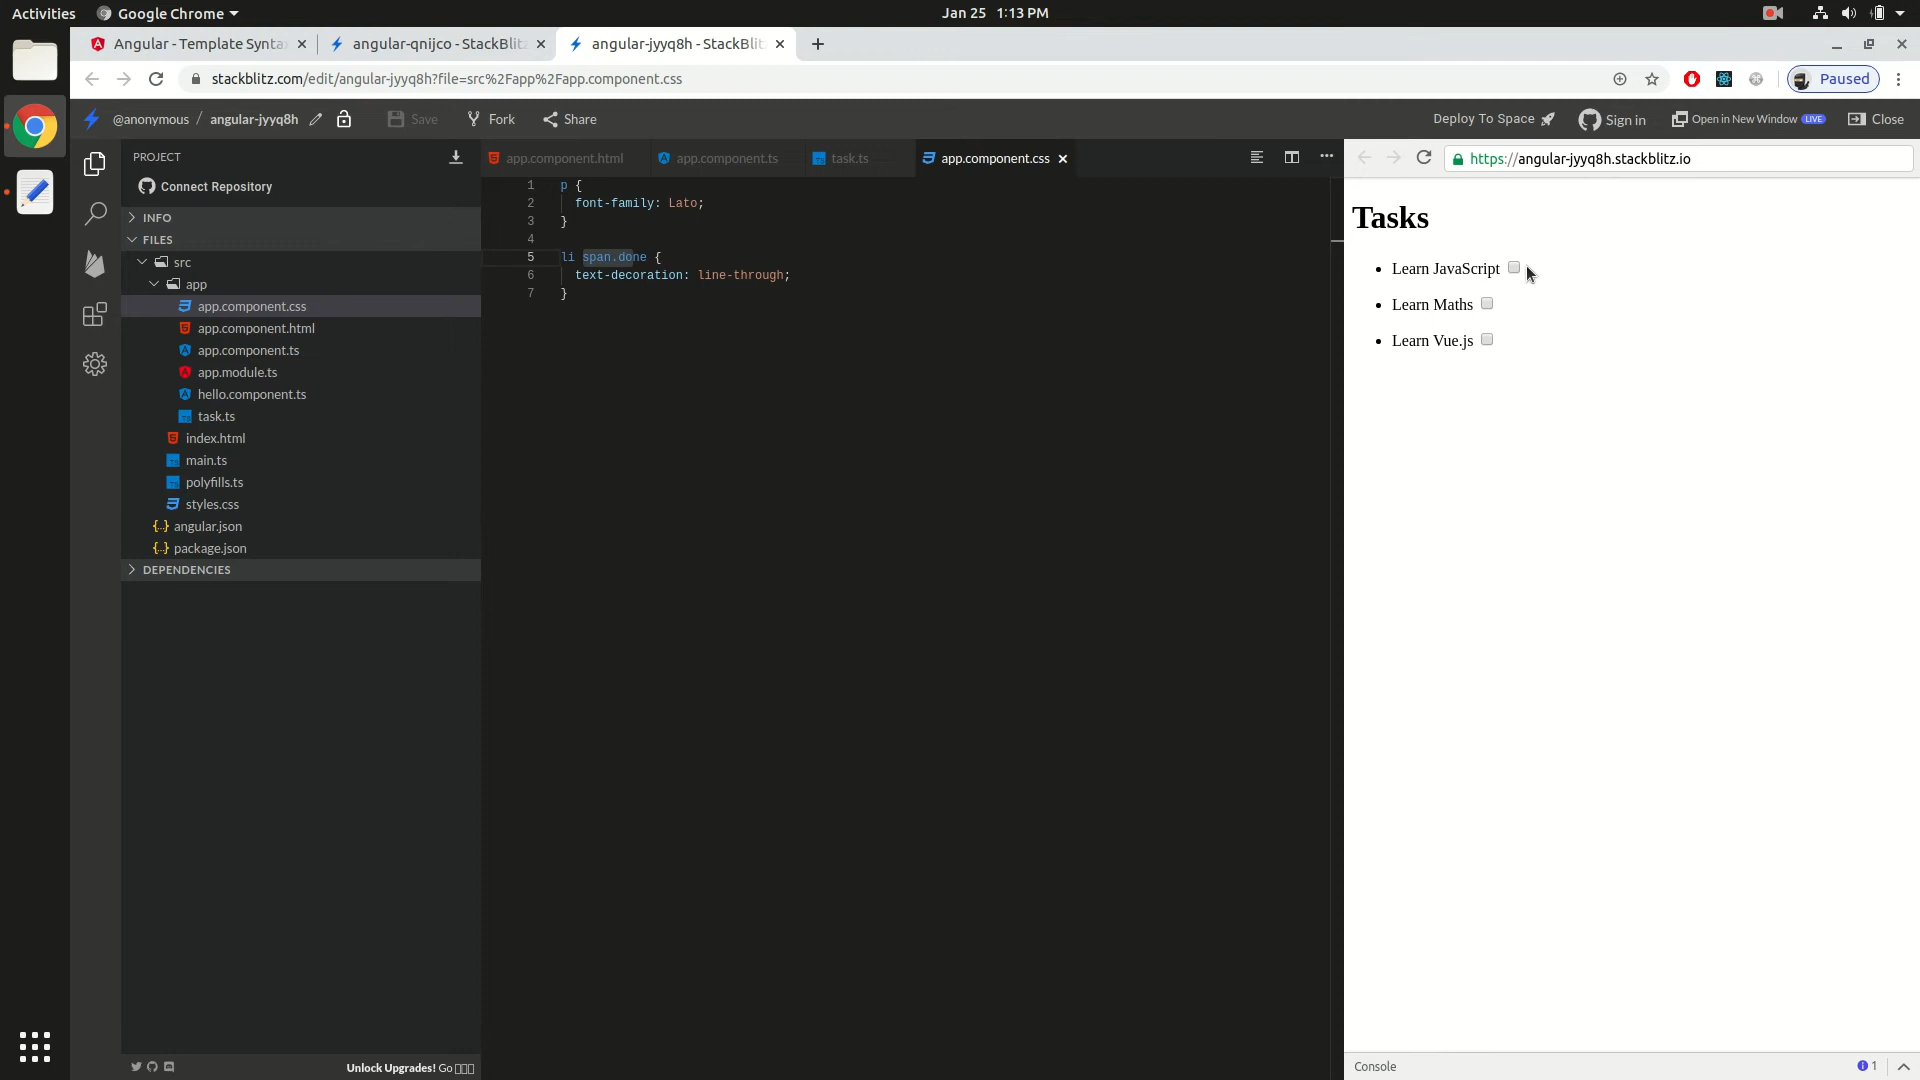 Activities
Google Chrome
Jan 25 1:13 PM
Angular - Template Synta
angular-qnijco - StackBlitz
angular-jyyq8h - StackBlit
stackblitz.com/edit/angular-jyyq8h?file=src%2Fapp%2Fapp.component.css
Paused
@anonymous / angular-jyyq8h
Save
Fork
Share
Deploy To Space
Sign in
Open in New Window LIVE
Close
PROJECT
Connect Repository
INFO
FILES
src
app
app.component.css
app.component.html
app.component.ts
app.module.ts
hello.component.ts
task.ts
index.html
main.ts
polyfills.ts
styles.css
angular.json
package.json
DEPENDENCIES
Unlock Upgrades! Go
app.component.html
app.component.ts
task.ts
app.component.css
1 p {
2 font-family: Lato;
3 }
4
5 li span.done {
6 text-decoration: line-through;
7 }
https://angular-jyyq8h.stackblitz.io
Tasks
Learn JavaScript
Learn Maths
Learn Vue.js
Console
1